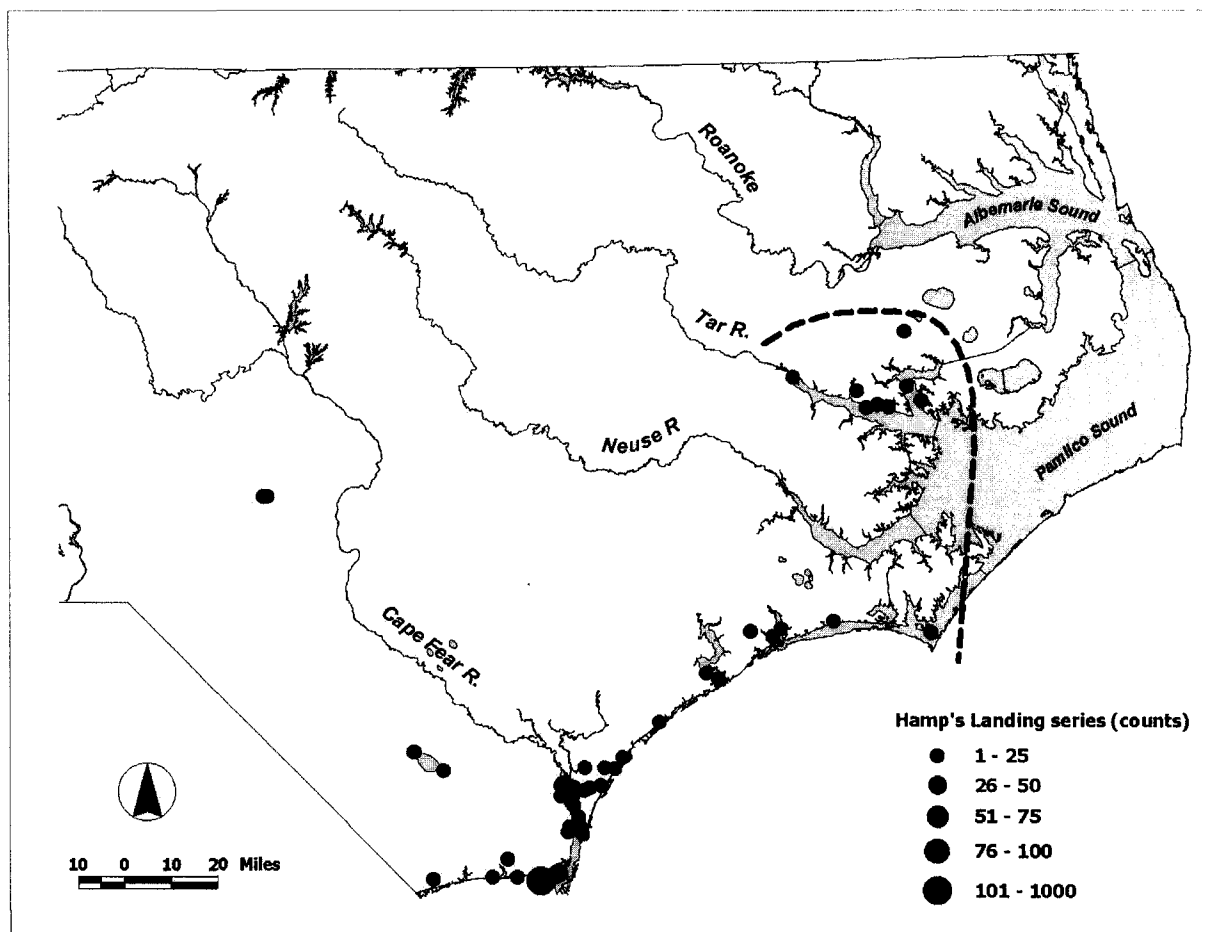 Roanoke
Albemarle Sound
Tar R.
Neuse R
Pamlico Sound
Cape Fear R.
Hamp's Landing series (counts)
1 - 25
26 - 50
51 - 75
76 - 100
101 - 1000
10 0 10 20 Miles